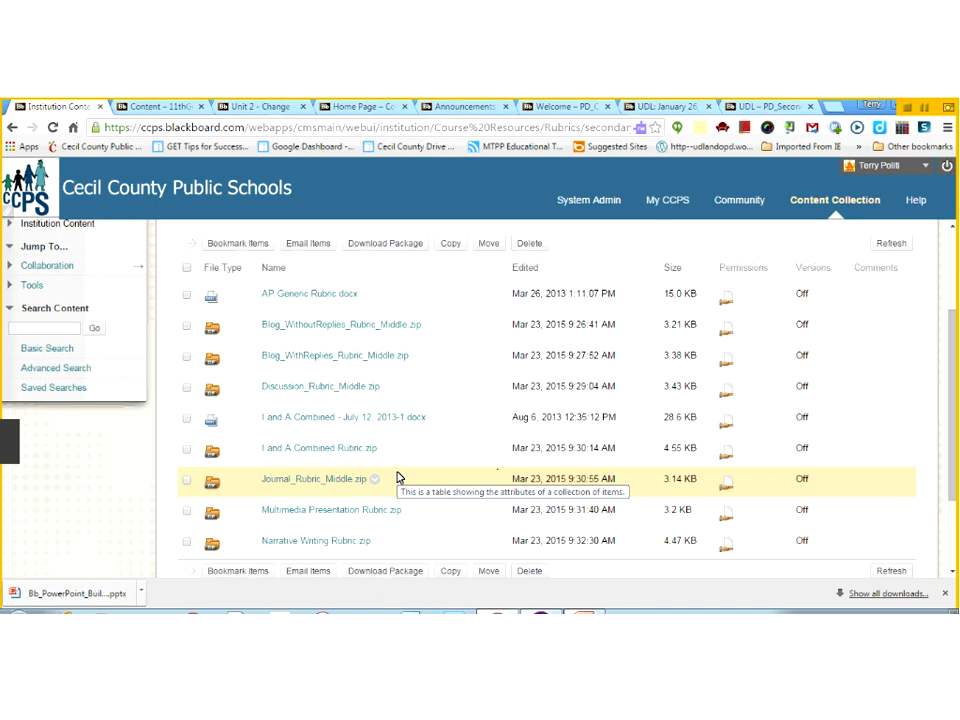 Institution Conte × Content – 11thGr × Unit 2 - Change × Home Page – Co × Announcements × Welcome – PD_C × UDL: January 26, × UDL – PD_Secon × Terry
https://ccps.blackboard.com/webapps/cmsmain/webui/institution/Course%20Resources/Rubrics/secondar
Apps Cecil County Public ... GET Tips for Success... Google Dashboard -... Cecil County Drive ... MTPP Educational T... Suggested Sites http--udlandopd.wo... Imported From IE » Other bookmarks
Terry Politi
CCPS Cecil County Public Schools
System Admin My CCPS Community Content Collection Help
Institution Content
Jump To...
Collaboration
Tools
Search Content
Go
Basic Search
Advanced Search
Saved Searches
Bookmark Items Email Items Download Package Copy Move Delete Refresh
File Type Name Edited Size Permissions Versions Comments
AP Generic Rubric.docx Mar 26, 2013 1:11:07 PM 15.0 KB Off
Blog_WithoutReplies_Rubric_Middle.zip Mar 23, 2015 9:26:41 AM 3.21 KB Off
Blog_WithReplies_Rubric_Middle.zip Mar 23, 2015 9:27:52 AM 3.38 KB Off
Discussion_Rubric_Middle.zip Mar 23, 2015 9:29:04 AM 3.43 KB Off
I and A Combined - July 12, 2013-1.docx Aug 6, 2013 12:35:12 PM 28.6 KB Off
I and A Combined Rubric.zip Mar 23, 2015 9:30:14 AM 4.55 KB Off
Journal_Rubric_Middle.zip Mar 23, 2015 9:30:55 AM 3.14 KB Off
This is a table showing the attributes of a collection of items.
Multimedia Presentation Rubric.zip Mar 23, 2015 9:31:40 AM 3.2 KB Off
Narrative Writing Rubric.zip Mar 23, 2015 9:32:30 AM 4.47 KB Off
Bookmark Items Email Items Download Package Copy Move Delete Refresh
Bb_PowerPoint_Buil....pptx Show all downloads... ×